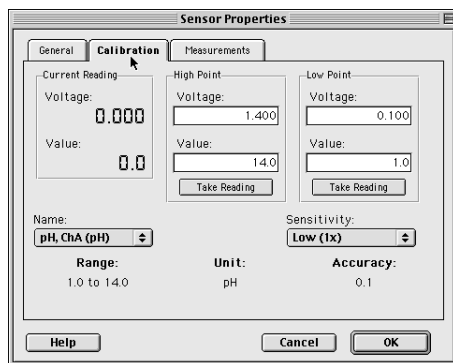 Sensor Properties
General Calibration Measurements
Current Reading
Voltage:
0.000
Value:
0.0
High Point
Voltage:
1.400
Value:
14.0
Take Reading
Low Point
Voltage:
0.100
Value:
1.0
Take Reading
Name:
pH, ChA (pH)
Sensitivity:
Low (1x)
Range: Unit: Accuracy:
1.0 to 14.0 pH 0.1
Help Cancel OK